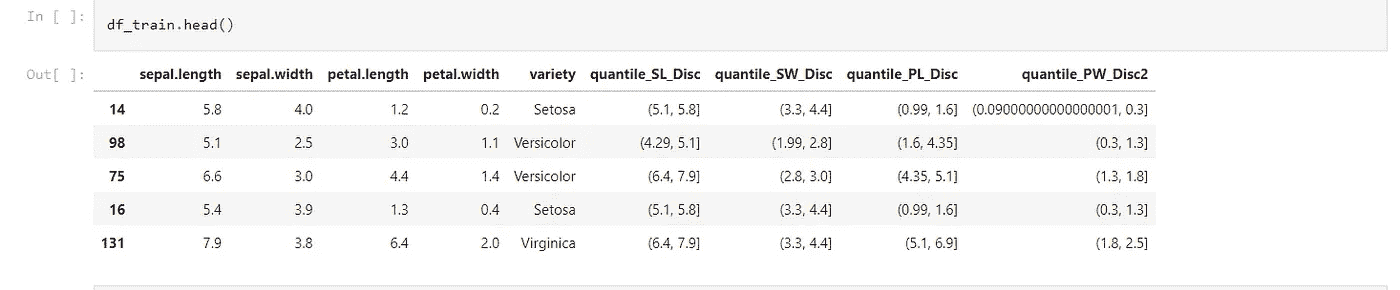 In [ ]: df_train.head()
Out[ ]:
sepal.length sepal.width petal.length petal.width variety quantile_SL_Disc quantile_SW_Disc quantile_PL_Disc quantile_PW_Disc2
14 5.8 4.0 1.2 0.2 Setosa (5.1, 5.8] (3.3, 4.4] (0.99, 1.6] (0.09000000000000001, 0.3]
98 5.1 2.5 3.0 1.1 Versicolor (4.29, 5.1] (1.99, 2.8] (1.6, 4.35] (0.3, 1.3]
75 6.6 3.0 4.4 1.4 Versicolor (6.4, 7.9] (2.8, 3.0] (4.35, 5.1] (1.3, 1.8]
16 5.4 3.9 1.3 0.4 Setosa (5.1, 5.8] (3.3, 4.4] (0.99, 1.6] (0.3, 1.3]
131 7.9 3.8 6.4 2.0 Virginica (6.4, 7.9] (3.3, 4.4] (5.1, 6.9] (1.8, 2.5]